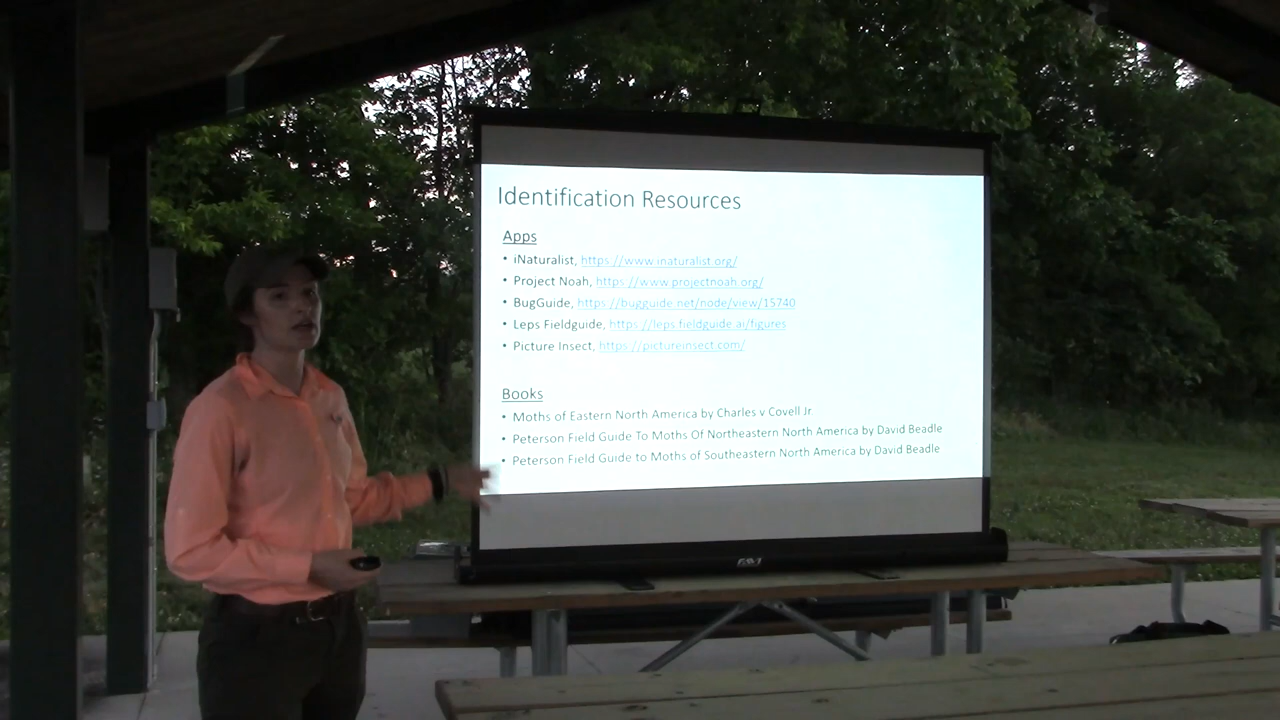 Identification Resources
Apps
• iNaturalist, https://www.inaturalist.org/
• Project Noah, https://www.projectnoah.org/
• BugGuide, https://bugguide.net/node/view/15740
• Leps Fieldguide, https://leps.fieldguide.ai/figures
• Picture Insect, https://pictureinsect.com/
Books
• Moths of Eastern North America by Charles v Covell Jr.
• Peterson Field Guide To Moths Of Northeastern North America by David Beadle
• Peterson Field Guide to Moths of Southeastern North America by David Beadle